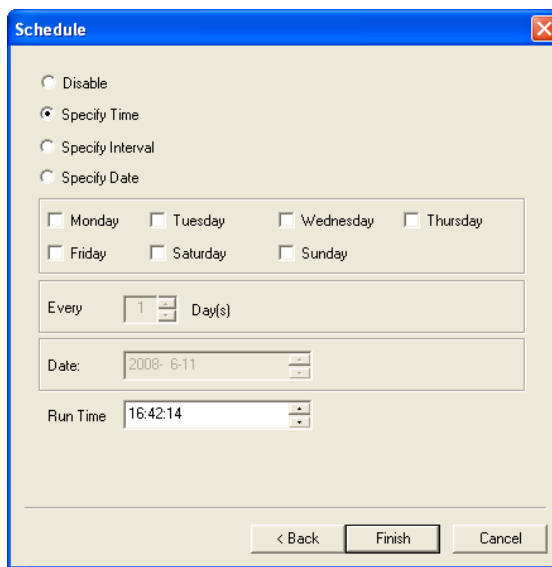 Schedule
Disable
Specify Time
Specify Interval
Specify Date
Monday Tuesday Wednesday Thursday
Friday Saturday Sunday
Every 1 Day(s)
Date: 2008- 6-11
Run Time 16:42:14
< Back Finish Cancel